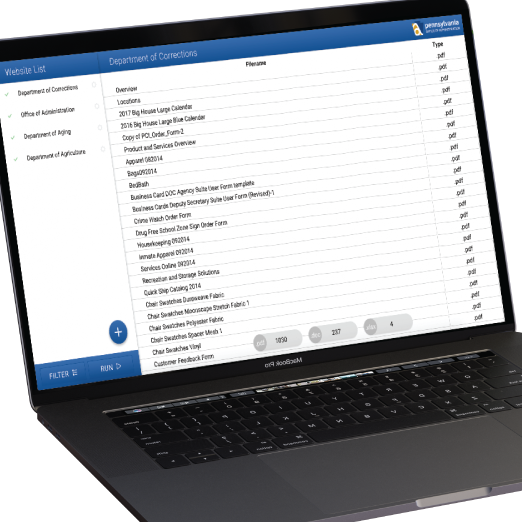 Website List
Department of Corrections
pennsylvania
Department of Corrections
Office of Administration
Department of Aging
Department of Agriculture
Filename
Type
Overview .pdf
Locations .pdf
2017 Big House Large Calendar .pdf
2016 Big House Large Blue Calendar .pdf
Copy of PCI_Order_Form-2 .pdf
Product and Services Overview .pdf
Apparel 092014 .pdf
Bags092014 .pdf
BedBath .pdf
Business Card DOC Agency Suite User Form template .pdf
Business Cards Deputy Secretary Suite User Form (Revised)-1 .pdf
Crime Watch Order Form .pdf
Drug Free School Zone Sign Order Form .pdf
Housekeeping 092014 .pdf
Inmate Apparel 092014 .pdf
Services Online 092014 .pdf
Recreation and Storage Solutions .pdf
Quick Ship Catalog 2014 .pdf
Chair Swatches Duraweave Fabric .pdf
Chair Swatches Moonscape Stretch Fabric 1 .pdf
Chair Swatches Polyester Fabric .pdf
Chair Swatches Spacer Mesh 1 .pdf
Chair Swatches Vinyl .pdf
Customer Feedback Form
pdf 1030
doc 237
xlsx 4
+
FILTER
RUN
MacBook Pro